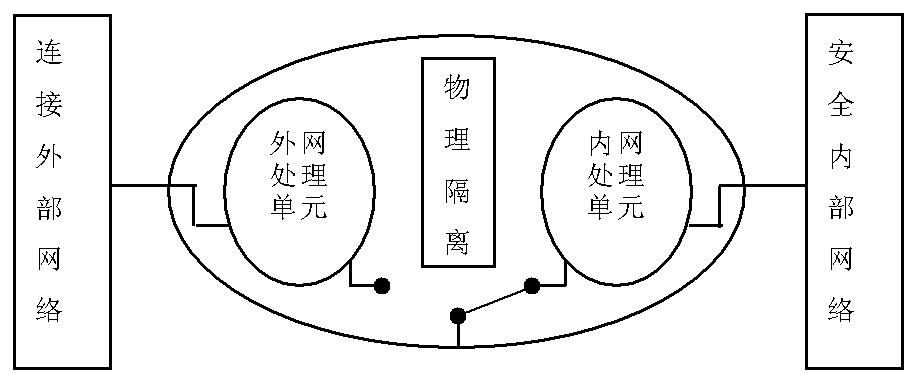 连接外部网络
外网
处理
单元
物理隔离
内网
处理
单元
安全内部网络